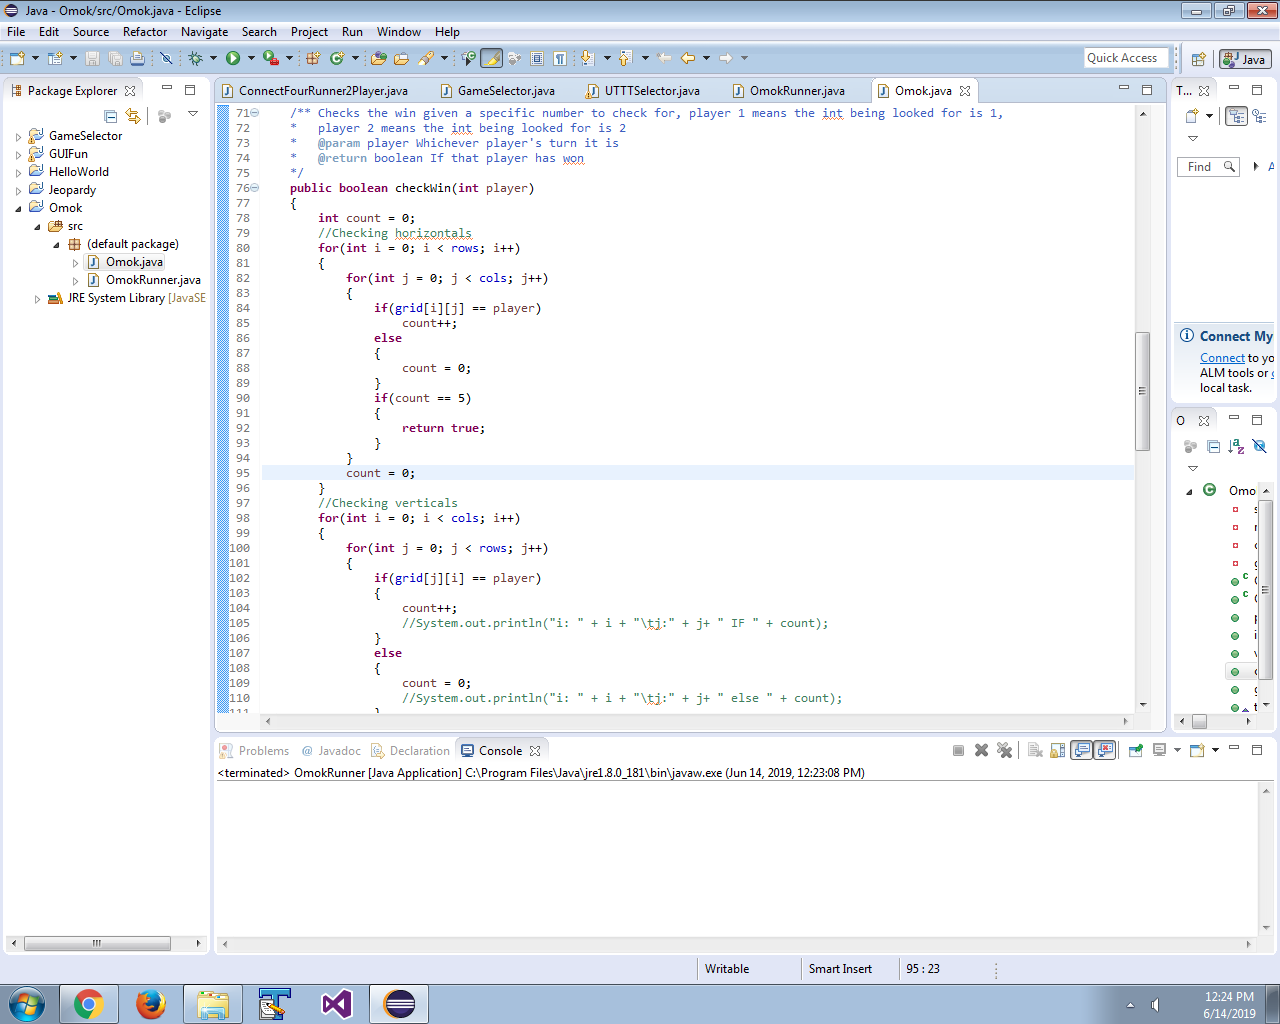 Java - Omok/src/Omok.java - Eclipse
File Edit Source Refactor Navigate Search Project Run Window Help
Quick Access
Java
Package Explorer
ConnectFourRunner2Player.java GameSelector.java UTTTSelector.java OmokRunner.java Omok.java
GameSelector
GUIFun
HelloWorld
Jeopardy
Omok
src
(default package)
Omok.java
OmokRunner.java
JRE System Library [JavaSE
71 /** Checks the win given a specific number to check for, player 1 means the int being looked for is 1,
72 * player 2 means the int being looked for is 2
73 * @param player Whichever player's turn it is
74 * @return boolean If that player has won
75 */
76 public boolean checkWin(int player)
77 {
78 int count = 0;
79 //Checking horizontals
80 for(int i = 0; i < rows; i++)
81 {
82 for(int j = 0; j < cols; j++)
83 {
84 if(grid[i][j] == player)
85 count++;
86 else
87 {
88 count = 0;
89 }
90 if(count == 5)
91 {
92 return true;
93 }
94 }
95 count = 0;
96 }
97 //Checking verticals
98 for(int i = 0; i < cols; i++)
99 {
100 for(int j = 0; j < rows; j++)
101 {
102 if(grid[j][i] == player)
103 {
104 count++;
105 //System.out.println("i: " + i + "\tj:" + j+ " IF " + count);
106 }
107 else
108 {
109 count = 0;
110 //System.out.println("i: " + i + "\tj:" + j+ " else " + count);
111 }
T...
Find
A
Connect My
Connect to yo
ALM tools or
local task.
O
Omo
Problems Javadoc Declaration Console
<terminated> OmokRunner [Java Application] C:\Program Files\Java\jre1.8.0_181\bin\javaw.exe (Jun 14, 2019, 12:23:08 PM)
Writable Smart Insert 95 : 23
12:24 PM
6/14/2019